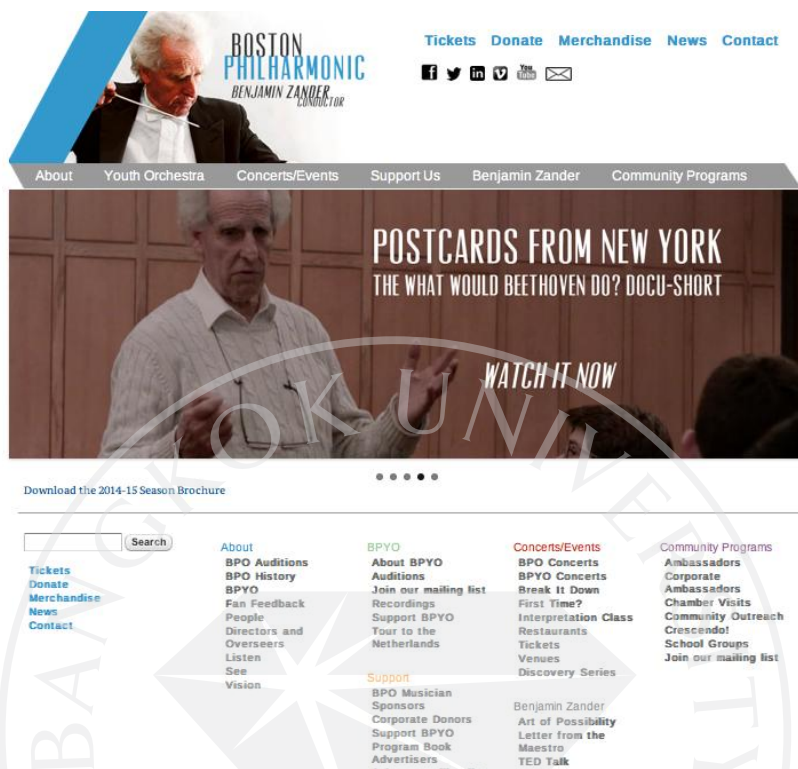 BOSTON
PHILHARMONIC
BENJAMIN ZANDER
CONDUCTOR
Tickets Donate Merchandise News Contact
You
Tube
About Youth Orchestra Concerts/Events Support Us Benjamin Zander Community Programs
POSTCARDS FROM NEW YORK
THE WHAT WOULD BEETHOVEN DO? DOCU-SHORT
WATCH IT NOW
Download the 2014-15 Season Brochure
Search
Tickets
Donate
Merchandise
News
Contact
About
BPO Auditions
BPO History
BPYO
Fan Feedback
People
Directors and
Overseers
Listen
See
Vision
BPYO
About BPYO
Auditions
Join our mailing list
Recordings
Support BPYO
Tour to the
Netherlands
Support
BPO Musician
Sponsors
Corporate Donors
Support BPYO
Program Book
Advertisers
Concerts/Events
BPO Concerts
BPYO Concerts
Break It Down
First Time?
Interpretation Class
Restaurants
Tickets
Venues
Discovery Series
Benjamin Zander
Art of Possibility
Letter from the
Maestro
TED Talk
Community Programs
Ambassadors
Corporate
Ambassadors
Chamber Visits
Community Outreach
Crescendo!
School Groups
Join our mailing list
BANGKOK UNIVERSITY